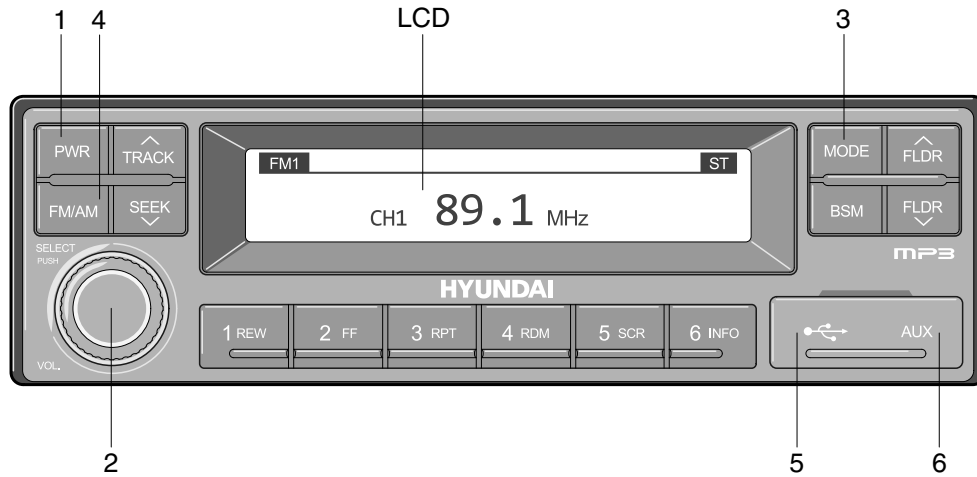 1 4 LCD 3
PWR TRACK
FM/AM SEEK
SELECT
PUSH
VOL.
FM1 ST
CH1 89.1 MHz
HYUNDAI
1 REW 2 FF 3 RPT 4 RDM 5 SCR 6 INFO
MODE FLDR
BSM FLDR
MP3
AUX
2 5 6